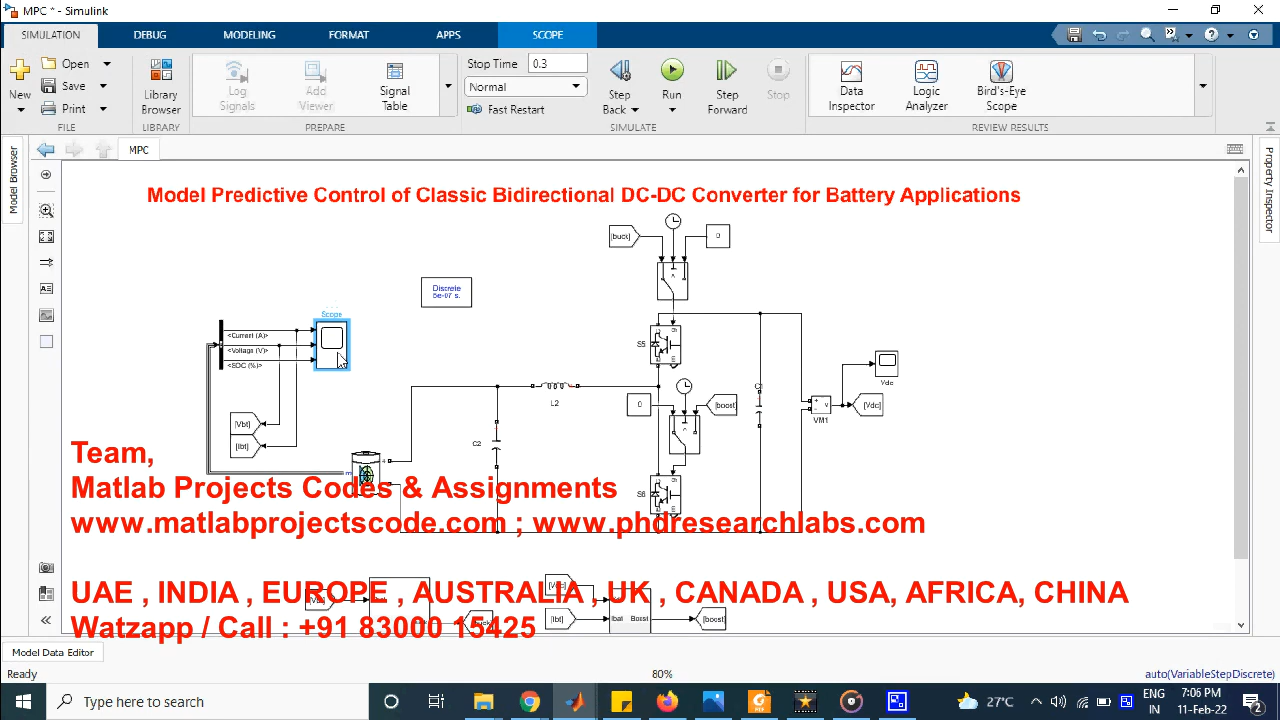 MPC * - Simulink
SIMULATION DEBUG MODELING FORMAT APPS SCOPE
New
Open
Save
Print
FILE
Library Browser
LIBRARY
Log Signals
Add Viewer
Signal Table
PREPARE
Stop Time 0.3
Normal
Fast Restart
Step Back
Run
Step Forward
Stop
SIMULATE
Data Inspector
Logic Analyzer
Bird's-Eye Scope
REVIEW RESULTS
Model Browser
MPC
Property Inspector
Model Predictive Control of Classic Bidirectional DC-DC Converter for Battery Applications
[buck]
0
Discrete
5e-07 s.
Scope
<Current (A)>
<Voltage (V)>
<SDC (%)>
S5
L2
0
[boost]
Vdc
[Vdc]
VM1
[Vbt]
[Ibt]
C2
m
S6
Team,
Matlab Projects Codes & Assignments
www.matlabprojectscode.com ; www.phdresearchlabs.com
UAE , INDIA , EUROPE , AUSTRALIA , UK , CANADA , USA, AFRICA, CHINA
[Ibt]
Ibat
Boost
[boost]
Watzapp / Call : +91 83000 15425
Model Data Editor
Ready
80%
auto(VariableStepDiscrete)
Type here to search
27°C
ENG
IN
7:06 PM
11-Feb-22
2